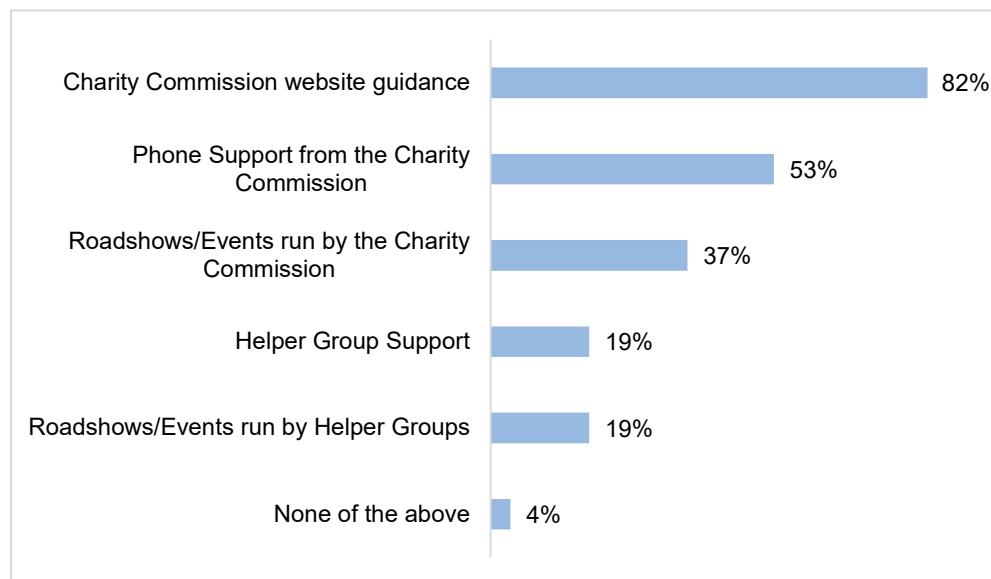 Charity Commission website guidance
82%
Phone Support from the Charity
Commission
53%
Roadshows/Events run by the Charity
Commission
37%
Helper Group Support
19%
Roadshows/Events run by Helper Groups
19%
None of the above
4%